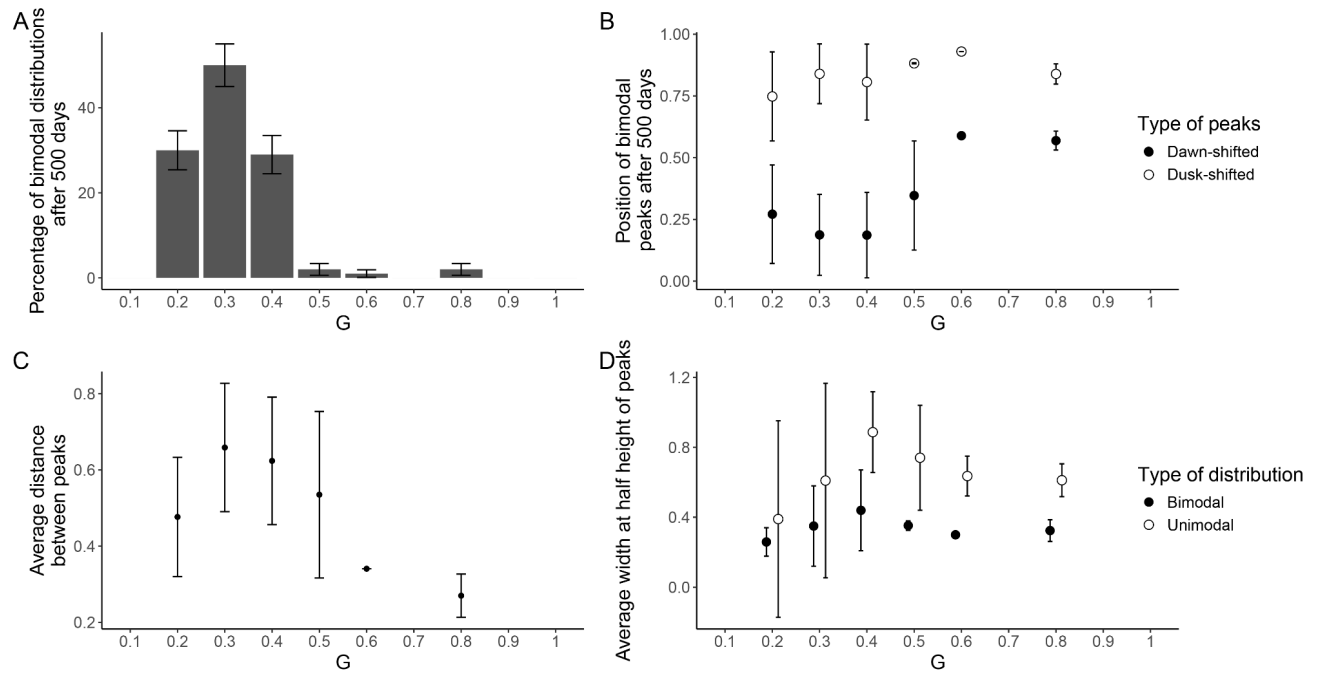 A
Percentage of bimodal distributions
after 500 days
40
20
0
0.1 0.2 0.3 0.4 0.5 0.6 0.7 0.8 0.9 1
G
B
Position of bimodal
peaks after 500 days
1.00
0.75
0.50
0.25
0.00
0.1 0.2 0.3 0.4 0.5 0.6 0.7 0.8 0.9 1
G
Type of peaks
Dawn-shifted
Dusk-shifted
C
Average distance
between peaks
0.8
0.6
0.4
0.2
0.1 0.2 0.3 0.4 0.5 0.6 0.7 0.8 0.9 1
G
D
Average width at half height of peaks
1.2
0.8
0.4
0.0
0.1 0.2 0.3 0.4 0.5 0.6 0.7 0.8 0.9 1
G
Type of distribution
Bimodal
Unimodal